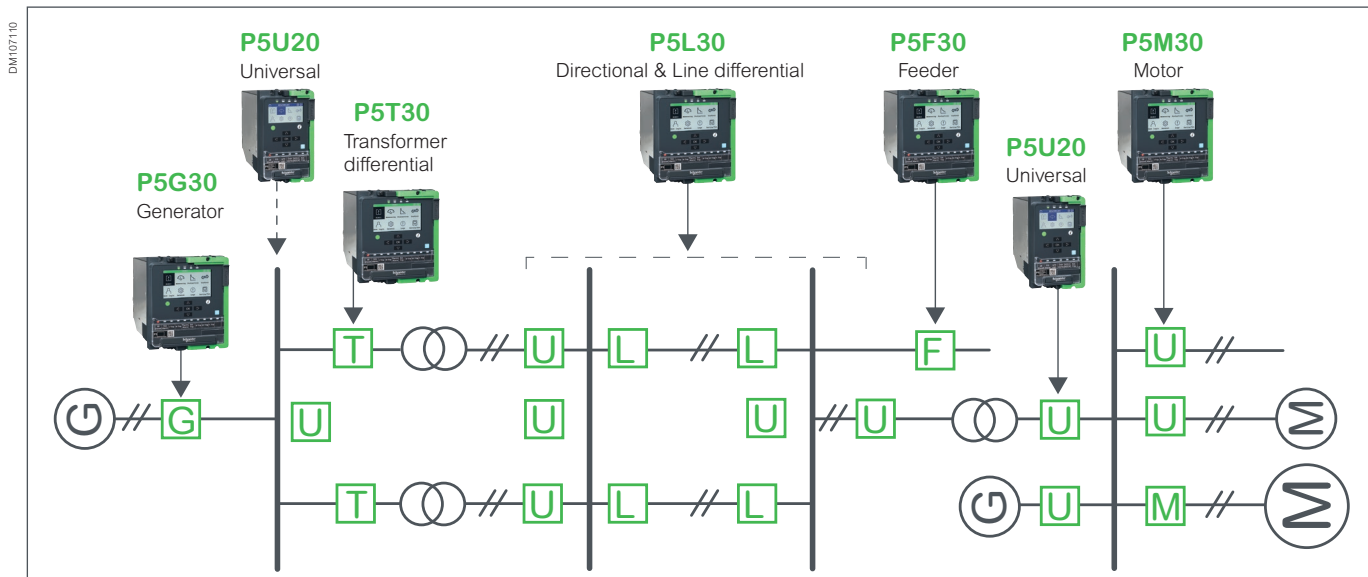 DM107110
P5U20
Universal
P5L30
Directional & Line differential
P5F30
Feeder
P5M30
Motor
P5T30
Transformer
differential
P5U20
Universal
P5G30
Generator
T
U
L
L
F
U
G
G
U
U
U
U
U
U
M
T
U
L
L
G
U
M
M